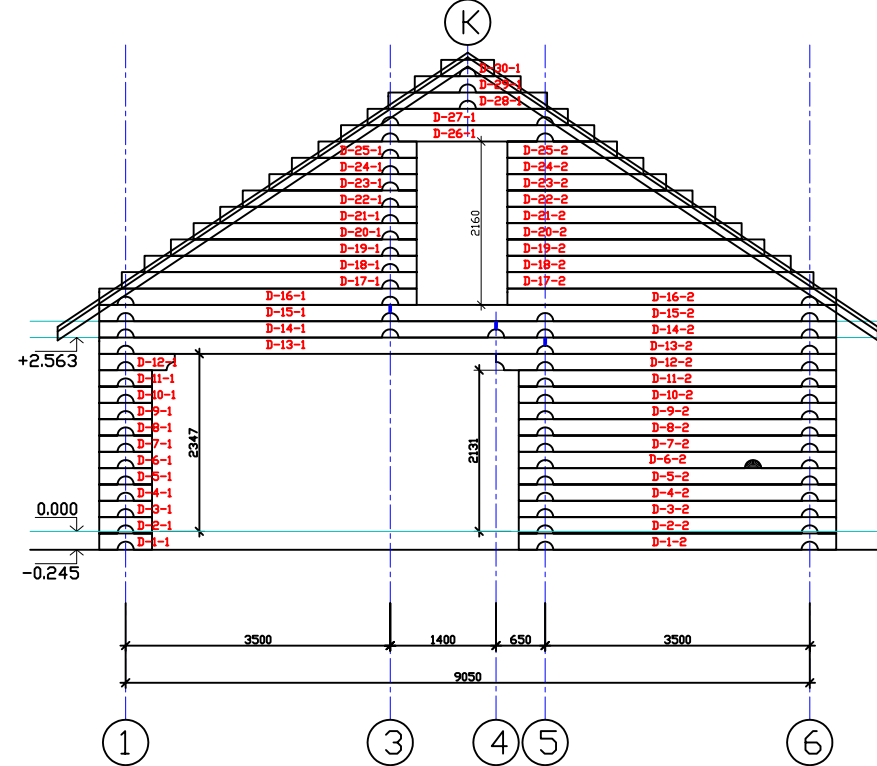 K
D-30-1
D-29-1
D-28-1
D-27-1
D-26-1
D-25-1 D-25-2
D-24-1 D-24-2
D-23-1 D-23-2
D-22-1 D-22-2
D-21-1 D-21-2
2160
D-20-1 D-20-2
D-19-1 D-19-2
D-18-1 D-18-2
D-17-1 D-17-2
D-16-1 D-16-2
D-15-1 D-15-2
D-14-1 D-14-2
D-13-1 D-13-2
+2.563
D-12-1 D-12-2
D-11-1 D-11-2
D-10-1 D-10-2
D-9-1 D-9-2
D-8-1 D-8-2
D-7-1 D-7-2
2347 2131
D-6-1 D-6-2
D-5-1 D-5-2
D-4-1 D-4-2
0.000 D-3-1 D-3-2
D-2-1 D-2-2
D-1-1 D-1-2
-0.245
3500 1400 650 3500
9050
1 3 4 5 6